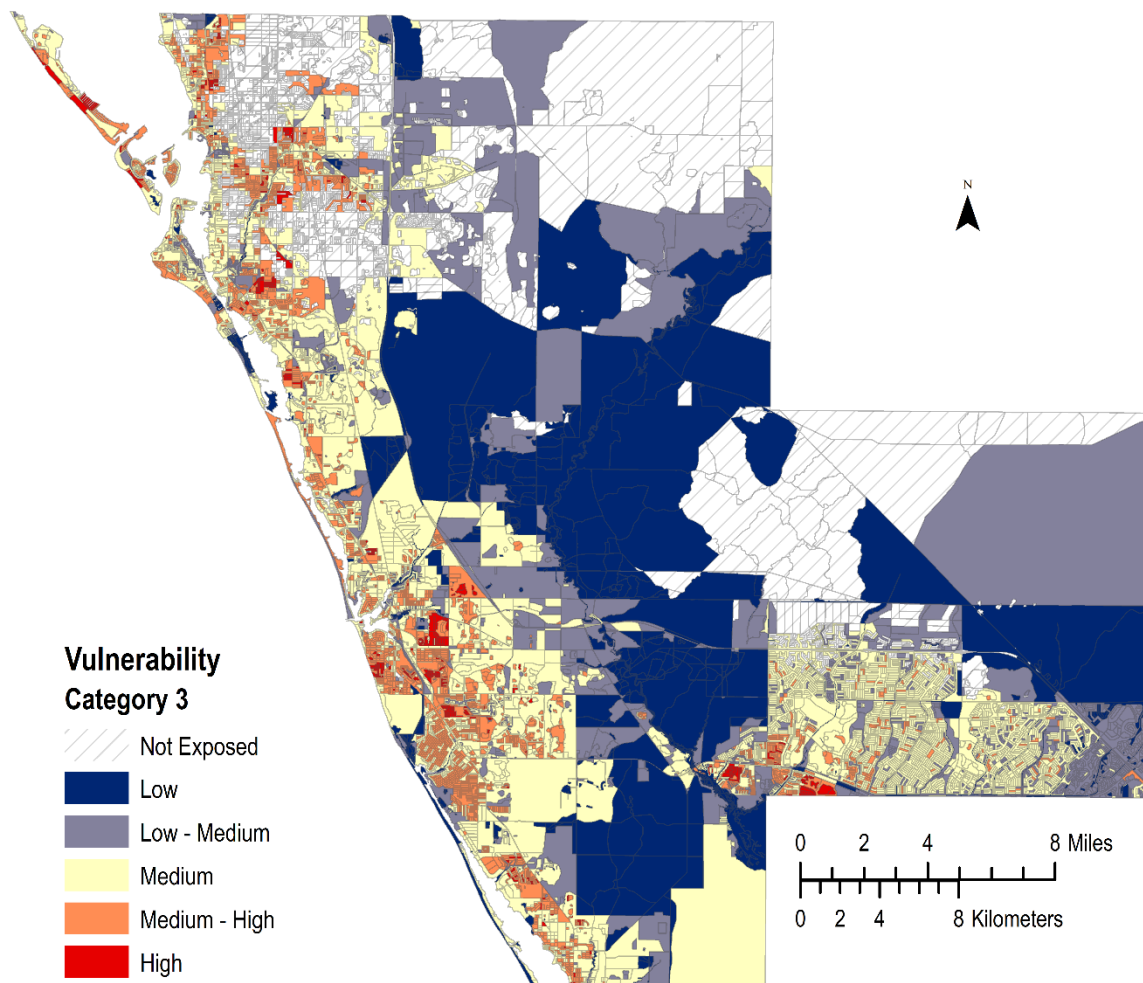 N
Vulnerability
Category 3
Not Exposed
Low
Low - Medium
Medium
Medium - High
High
0 2 4 8 Miles
0 2 4 8 Kilometers